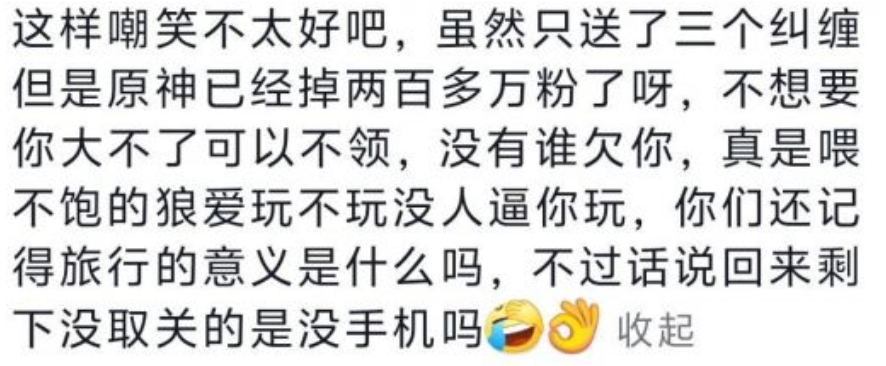 这样嘲笑不太好吧，虽然只送了三个纠缠
但是原神已经掉两百多万粉了呀，不想要
你大不了可以不领，没有谁欠你，真是喂
不饱的狼爱玩不玩没人逼你玩，你们还记
得旅行的意义是什么吗，不过话说回来剩
下没取关的是没手机吗🤣👌 收起